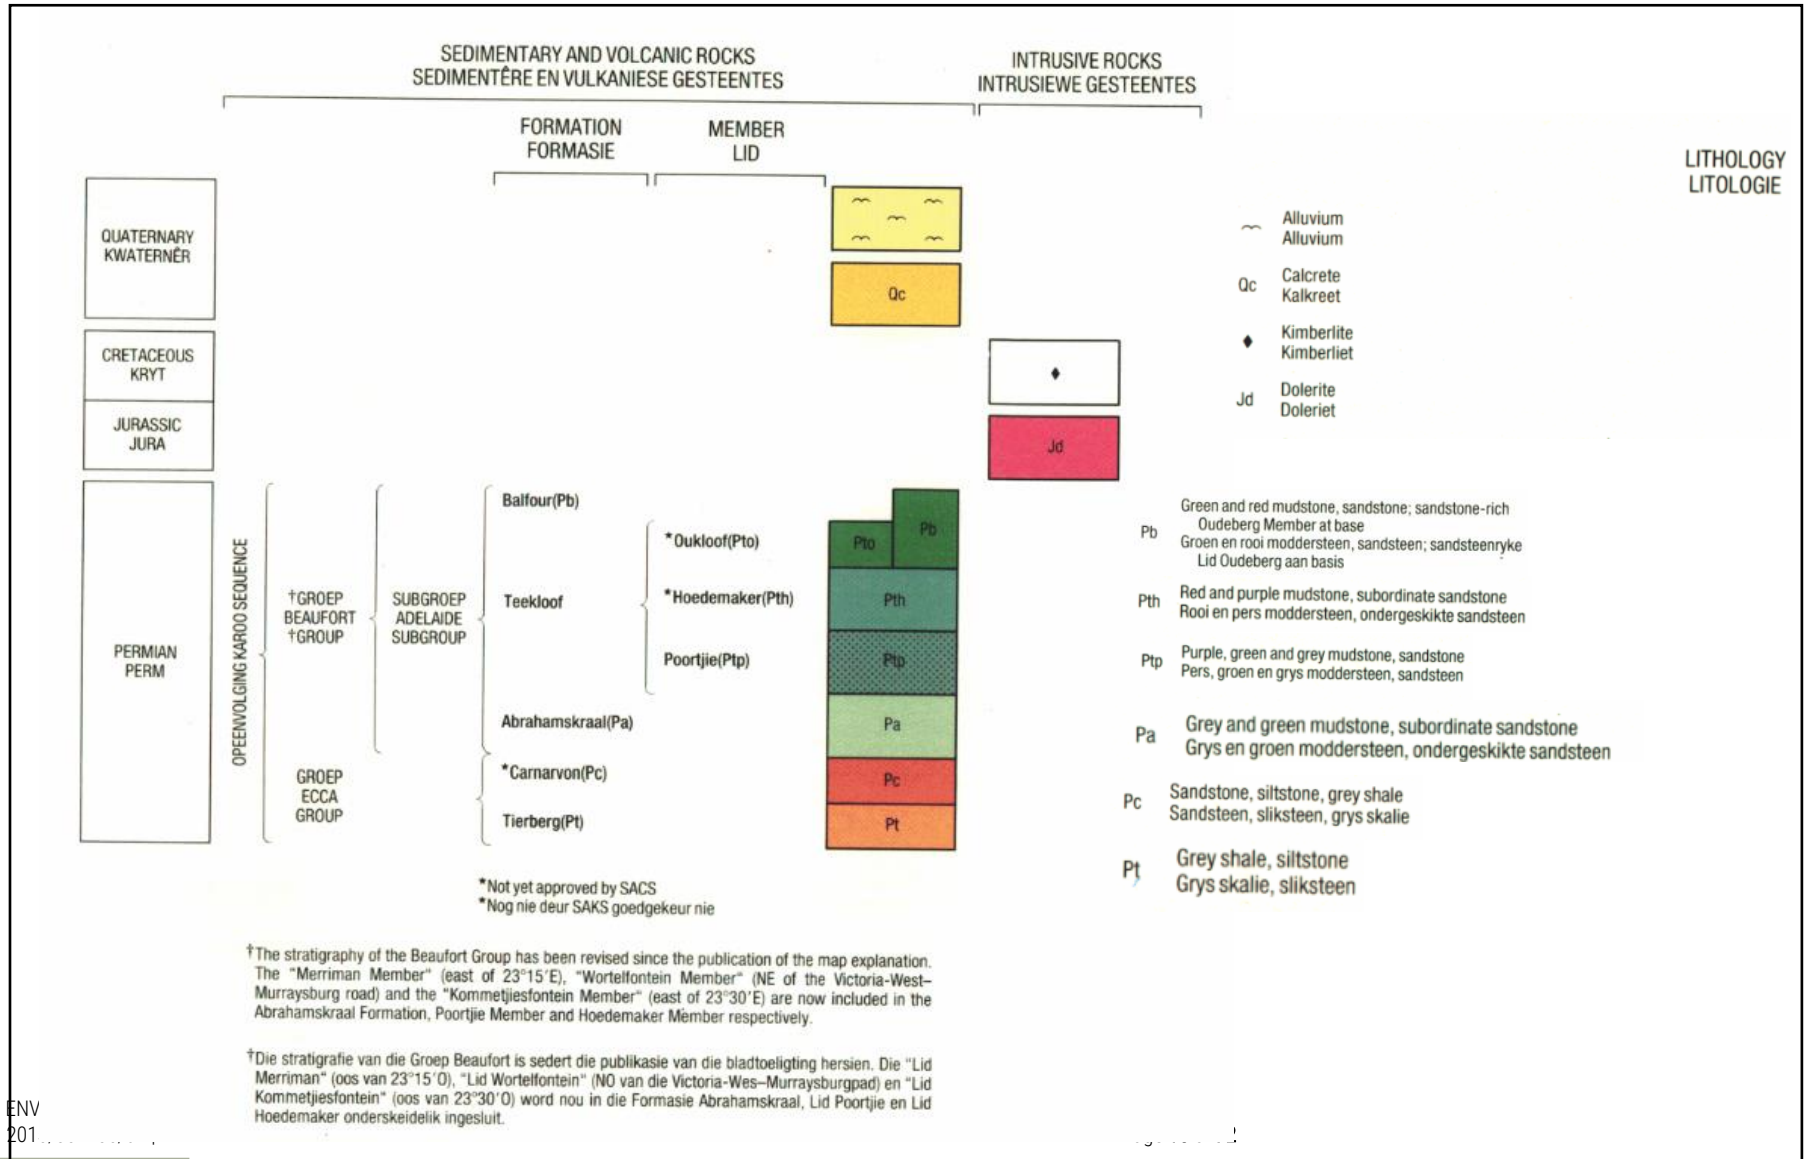 SEDIMENTARY AND VOLCANIC ROCKS
SEDIMENTÊRE EN VULKANIESE GESTEENTES
INTRUSIVE ROCKS
INTRUSIEWE GESTEENTES
FORMATION
FORMASIE
MEMBER
LID
LITHOLOGY
LITOLOGIE
QUATERNARY
KWATERNÊR
Qc
Alluvium
Alluvium
Qc
Calcrete
Kalkreet
CRETACEOUS
KRYT
Kimberlite
Kimberliet
JURASSIC
JURA
Jd
Jd
Dolerite
Doleriet
PERMIAN
PERM
OPEENVOLGING KAROO SEQUENCE
†GROEP
BEAUFORT
†GROUP
SUBGROEP
ADELAIDE
SUBGROUP
GROEP
ECCA
GROUP
Balfour(Pb)
Teekloof
Abrahamskraal(Pa)
*Carnarvon(Pc)
Tierberg(Pt)
*Oukloof(Pto)
*Hoedemaker(Pth)
Poortjie(Ptp)
Pto
Pb
Pth
Ptp
Pa
Pc
Pt
Pb
Green and red mudstone, sandstone; sandstone-rich
Oudeberg Member at base
Groen en rooi moddersteen, sandsteen; sandsteenryke
Lid Oudeberg aan basis
Pth
Red and purple mudstone, subordinate sandstone
Rooi en pers moddersteen, ondergeskikte sandsteen
Ptp
Purple, green and grey mudstone, sandstone
Pers, groen en grys moddersteen, sandsteen
Pa
Grey and green mudstone, subordinate sandstone
Grys en groen moddersteen, ondergeskikte sandsteen
Pc
Sandstone, siltstone, grey shale
Sandsteen, sliksteen, grys skalie
Pt
Grey shale, siltstone
Grys skalie, sliksteen
*Not yet approved by SACS
*Nog nie deur SAKS goedgekeur nie
†The stratigraphy of the Beaufort Group has been revised since the publication of the map explanation.
The "Merriman Member" (east of 23°15'E), "Wortelfontein Member" (NE of the Victoria-West–
Murraysburg road) and the "Kommetjiesfontein Member" (east of 23°30'E) are now included in the
Abrahamskraal Formation, Poortjie Member and Hoedemaker Member respectively.
†Die stratigrafie van die Groep Beaufort is sedert die publikasie van die bladtoeligting hersien. Die "Lid
Merriman" (oos van 23°15'O), "Lid Wortelfontein" (NO van die Victoria-Wes–Murraysburgpad) en "Lid
Kommetjiesfontein" (oos van 23°30'O) word nou in die Formasie Abrahamskraal, Lid Poortjie en Lid
Hoedemaker onderskeidelik ingesluit.
ENV